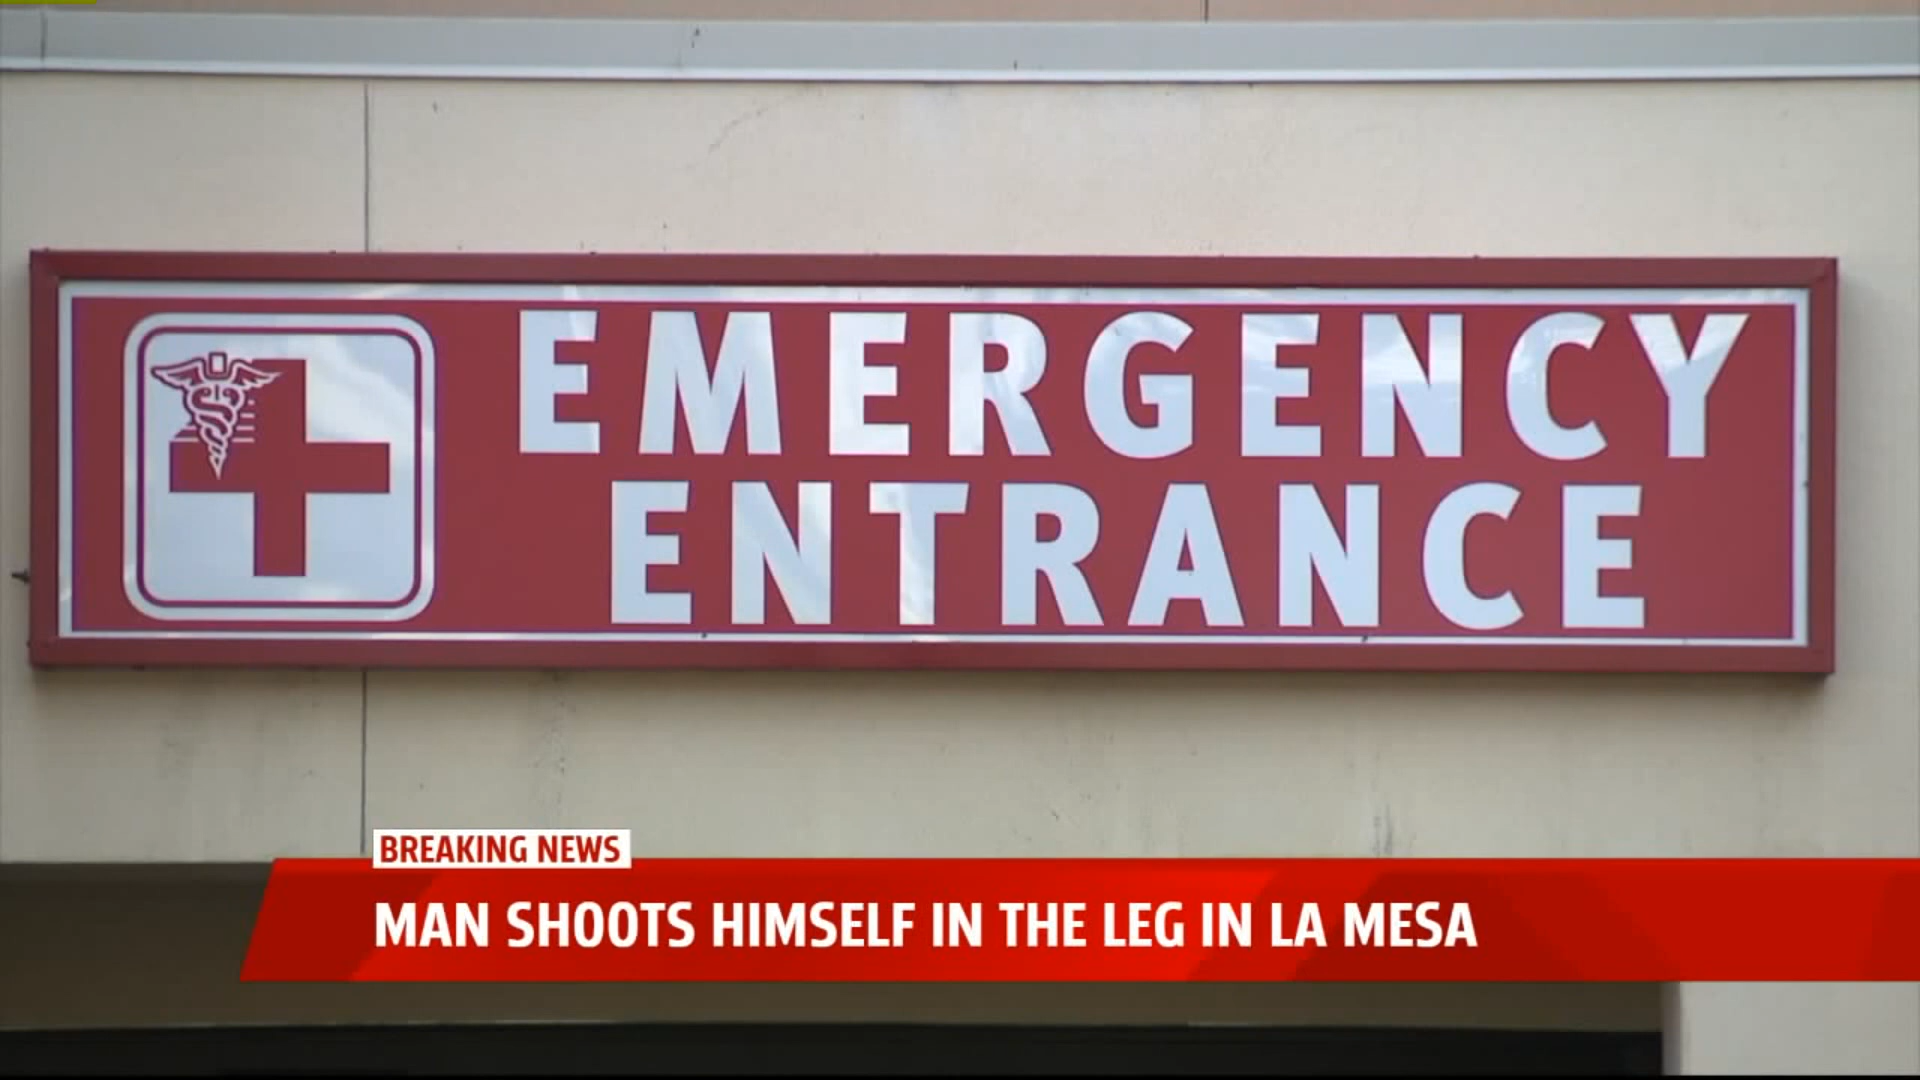 EMERGENCY
ENTRANCE
BREAKING NEWS
MAN SHOOTS HIMSELF IN THE LEG IN LA MESA